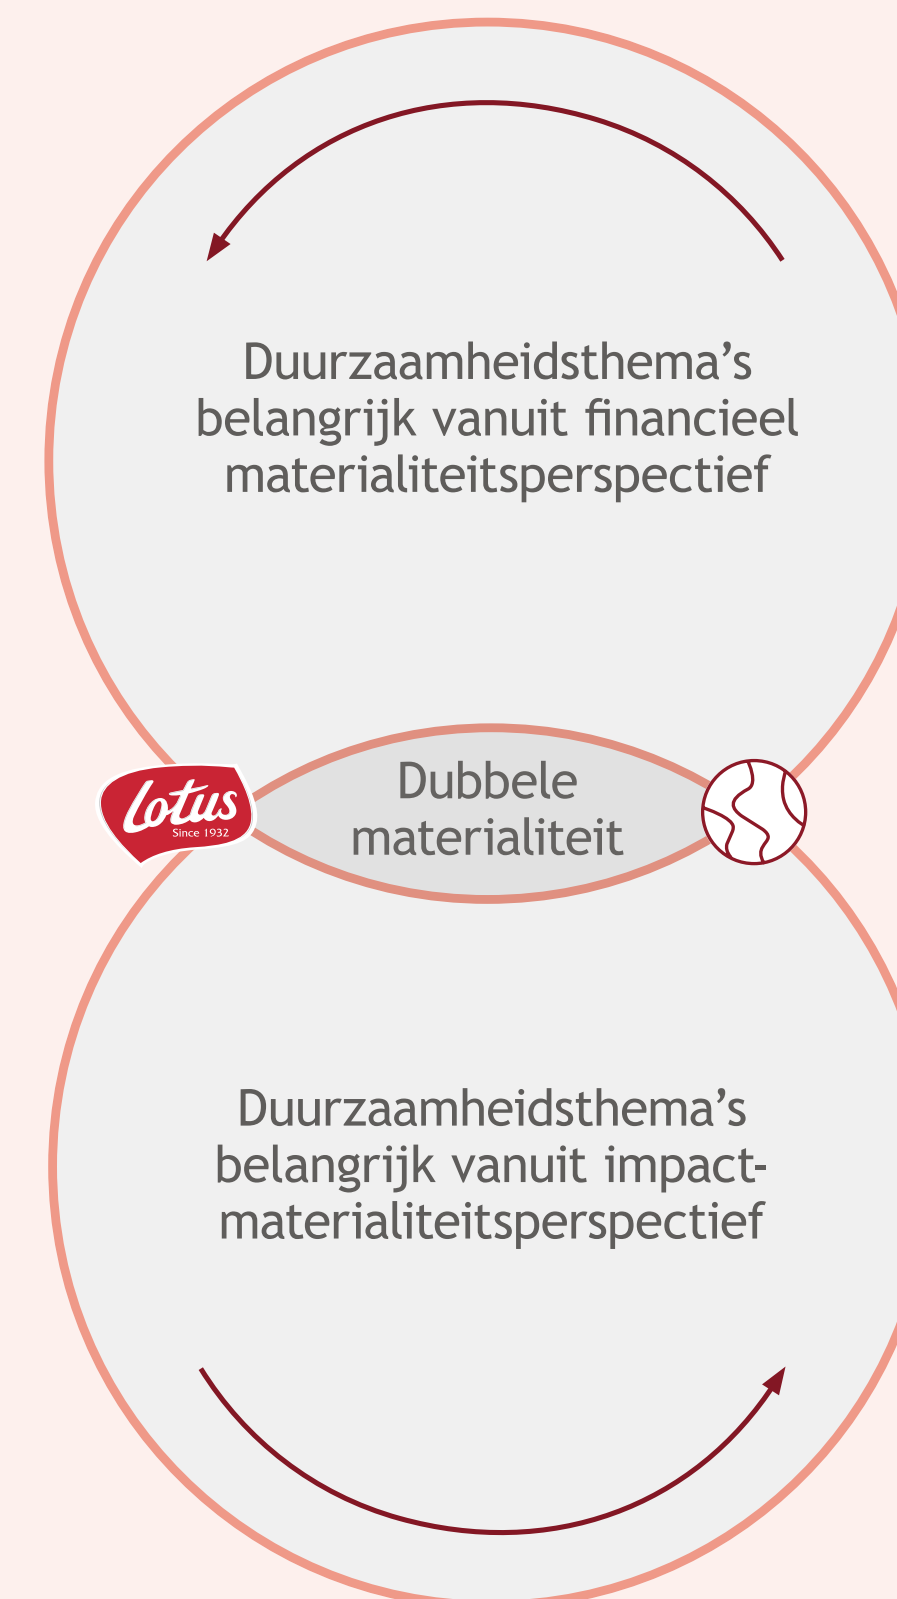 Duurzaamheidsthema’s
belangrijk vanuit financieel
materialiteitsperspectief
Dubbele
materialiteit
Lotus
Since 1932
Duurzaamheidsthema’s
belangrijk vanuit impact-
materialiteitsperspectief